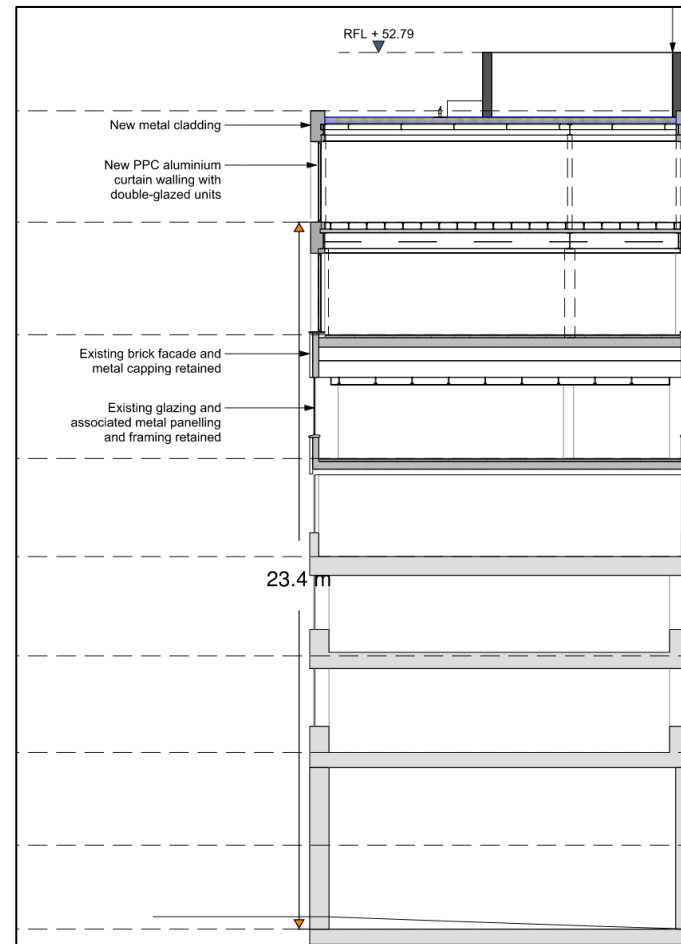 RFL + 52.79
New metal cladding
New PPC aluminium
curtain walling with
double-glazed units
Existing brick facade and
metal capping retained
Existing glazing and
associated metal panelling
and framing retained
23.4 m